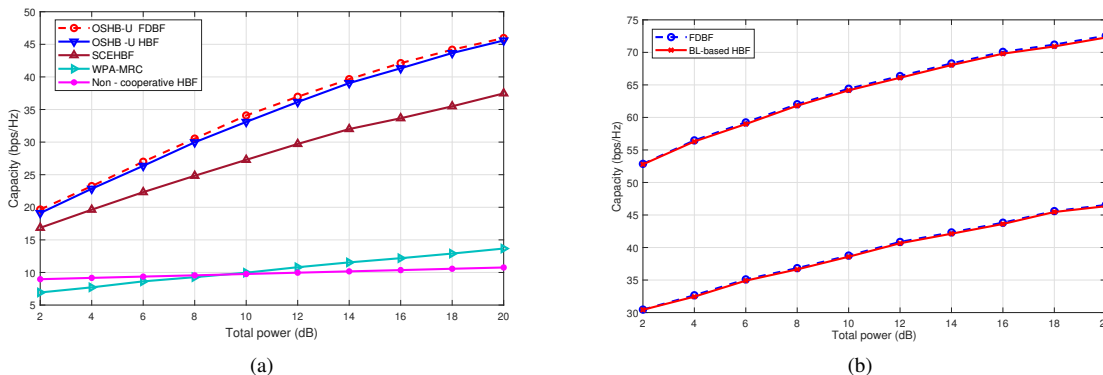 50
45
40
35
30
25
20
15
10
5
Capacity (bps/Hz)
OSHB-U FDBF
OSHB -U HBF
SCEHBF
WPA-MRC
Non - cooperative HBF
2 4 6 8 10 12 14 16 18 20
Total power (dB)
(a)
75
70
65
60
55
50
45
40
35
30
Capacity (bps/Hz)
FDBF
BL-based HBF
2 4 6 8 10 12 14 16 18 2
Total power (dB)
(b)